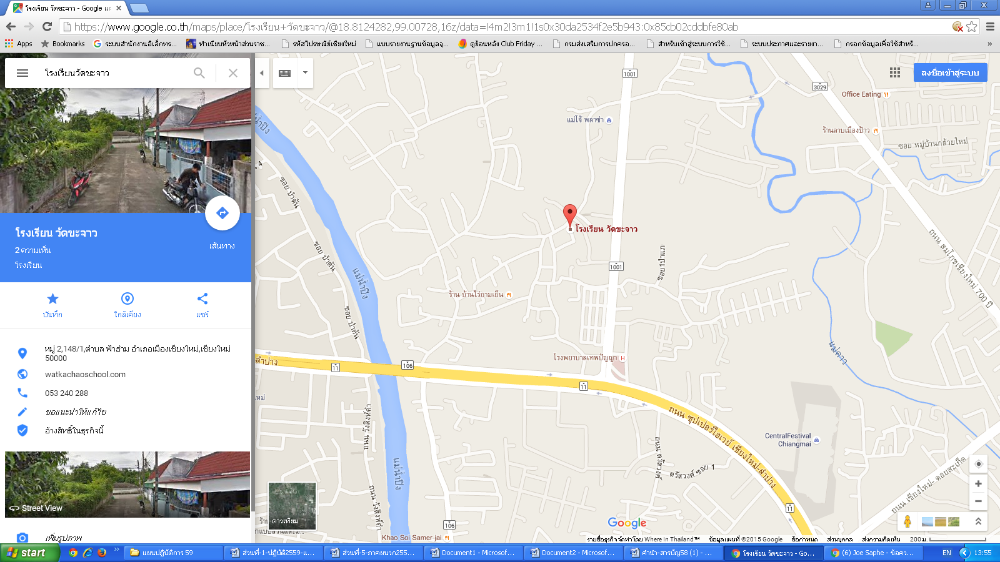 โรงเรียน วัดขะจาว - Google แผ
https://www.google.co.th/maps/place/โรงเรียน+วัดขะจาว/@18.8124282,99.00728,16z/data=!4m2!3m1!1s0x30da2534f2e5b943:0x85cb02cddbfe80ab
Apps
Bookmarks
ระบบสำนักงานอิเล็กทร...
ทำเนียบหัวหน้าส่วนราช...
รหัสไปรษณีย์เชียงใหม่
แบบรายงานฐานข้อมูลจุ...
ดูย้อนหลัง Club Friday ...
กรมส่งเสริมการปกครอ...
สำหรับเข้าสู่ระบบการใช้...
ระบบประกาศและรายงา...
กรอกข้อมูลเพื่อใช้สำหรั...
»
โรงเรียนวัดขะจาว
ลงชื่อเข้าสู่ระบบ
โรงเรียน วัดขะจาว
2 ความเห็น
โรงเรียน
เส้นทาง
บันทึก
ใกล้เคียง
แชร์
หมู่ 2,148/1,ตำบล ฟ้าฮ่าม อำเภอเมืองเชียงใหม่,เชียงใหม่
50000
watkachaoschool.com
053 240 288
ขอแนะนำให้แก้ไข
อ้างสิทธิ์ในธุรกิจนี้
Street View
เพิ่มรูปภาพ
1001
3029
Office Eating
แม่โจ้ พลาซ่า
ร้านลาบเมืองป้าว
ซอย หมู่บ้านกล้วยใหม่
ซอย ป่าตัน
โรงเรียน วัดขะจาว
ซอย ป่าตัน
แม่น้ำปิง
1001
ซอย1ป่าแก
ถนน สมโภชเชียงใหม่ 700 ปี
ร้าน บ้านไร่ยามเย็น
ซอย ป่าตัน
แม่คาว
โรงพยาบาลเทพปัญญา H
ลำปาง
11
106
11
ถนน วังสิงห์คำ
ถนน ซุปเปอร์ไฮเวย์ เชียงใหม่-ลำปาง
CentralFestival
Chiangmai
แม่น้ำปิง
ตรัสวงศ์ ซอย 1
ถนน ตรัสวงศ์
ถนน เชียงใหม่- ดอยสะเก็ด
ถนน วังสิงห์คำ
11
106
ดาวเทียม
Khao Soi Samer jai
Google
รายชื่อธุรกิจจัดทำโดย Where In Thailand™
ข้อมูลแผนที่ ©2015 Google
ข้อกำหนด
ส่วนบุคคล
ส่งความคิดเห็น
200 ม.
start
»
แผนปฏิบัติการ 59
ส่วนที่-1-ปฏิบัติ2559-แ...
ส่วนที่-5-ภาคผนวก255...
Document1 - Microsof...
Document2 - Microsof...
คำนำ-สารบัญ58 (1) - ...
โรงเรียน วัดขะจาว - Go...
(6) Joe Saphe - ข้อคว...
EN
13:55